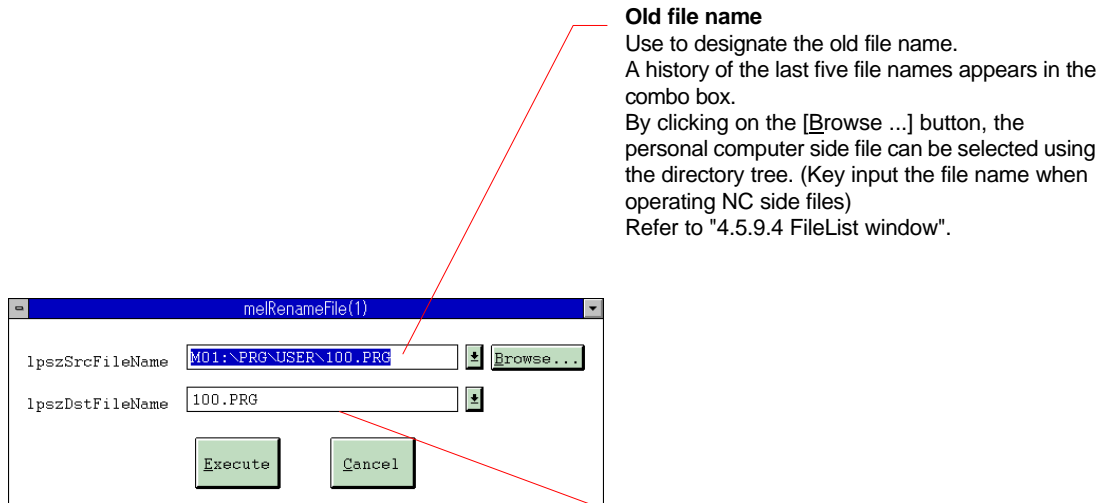 Old file name
Use to designate the old file name.
A history of the last five file names appears in the
combo box.
By clicking on the [Browse ...] button, the
personal computer side file can be selected using
the directory tree. (Key input the file name when
operating NC side files)
Refer to "4.5.9.4 FileList window".
melRenameFile(1)
lpszSrcFileName M01:\PRG\USER\100.PRG Browse...
lpszDstFileName 100.PRG
Execute Cancel